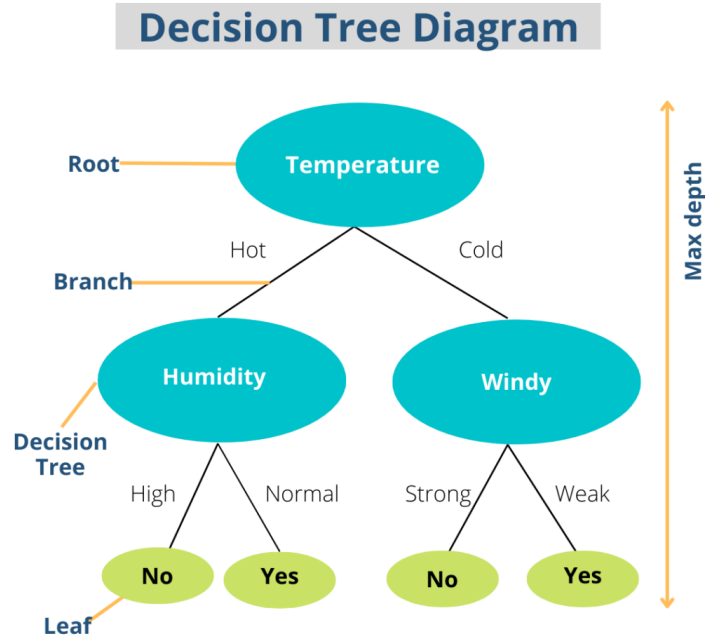 Decision Tree Diagram
Root
Temperature
Max depth
Hot
Cold
Branch
Humidity
Windy
Decision
Tree
High
Normal
Strong
Weak
No
Yes
No
Yes
Leaf